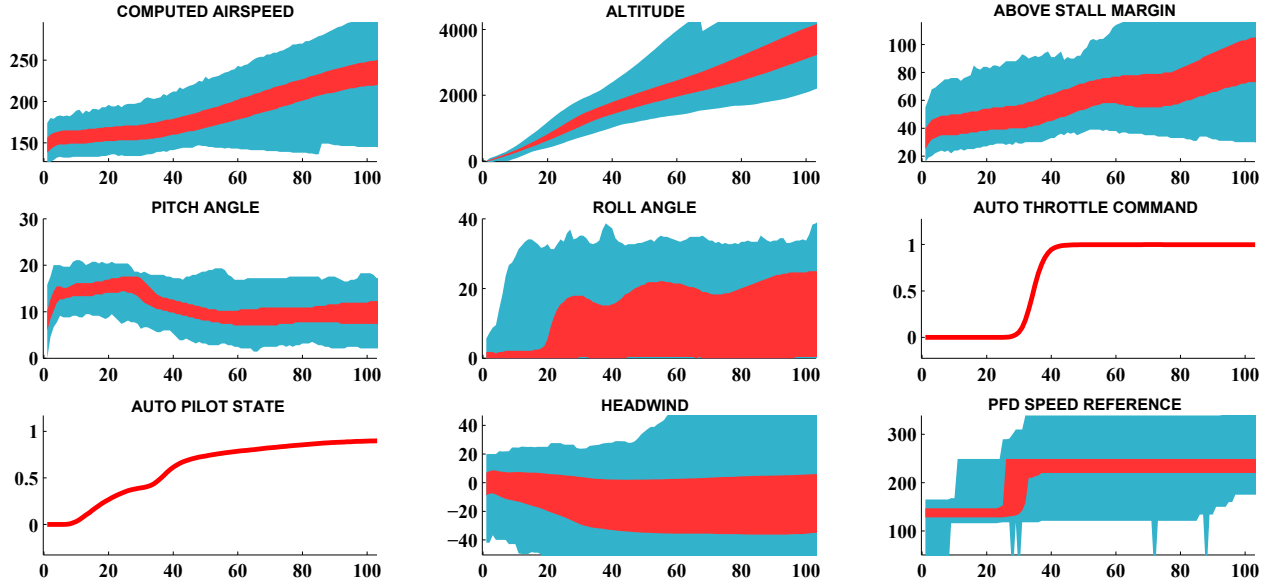 COMPUTED AIRSPEED
250
200
150
0 20 40 60 80 100
ALTITUDE
4000
2000
0
0 20 40 60 80 100
ABOVE STALL MARGIN
100
80
60
40
20
0 20 40 60 80 100
PITCH ANGLE
30
20
10
0
0 20 40 60 80 100
ROLL ANGLE
40
20
0
0 20 40 60 80 100
AUTO THROTTLE COMMAND
1
0.5
0
0 20 40 60 80 100
AUTO PILOT STATE
1
0.5
0
0 20 40 60 80 100
HEADWIND
40
20
0
−20
−40
0 20 40 60 80 100
PFD SPEED REFERENCE
300
200
100
0 20 40 60 80 100